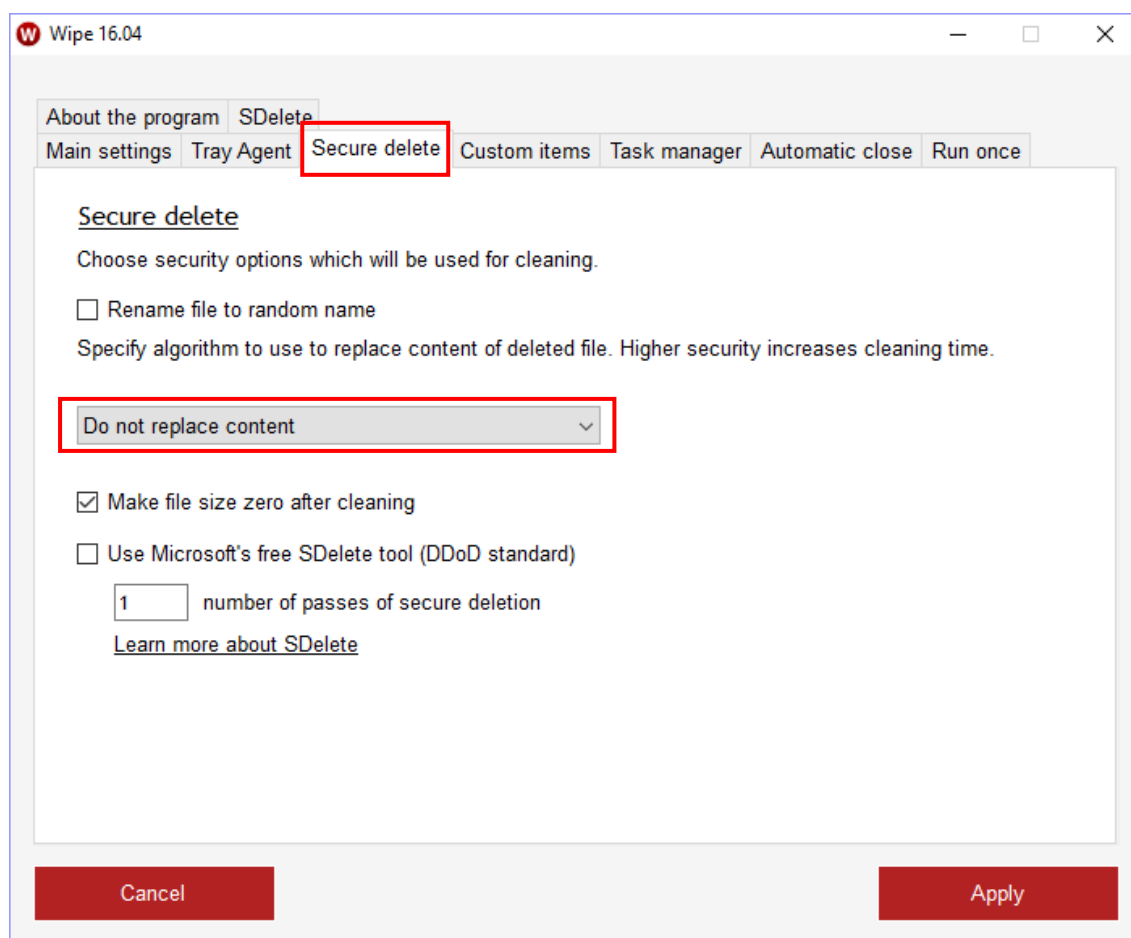 Wipe 16.04
About the program SDelete
Main settings Tray Agent Secure delete Custom items Task manager Automatic close Run once
Secure delete
Choose security options which will be used for cleaning.
Rename file to random name
Specify algorithm to use to replace content of deleted file. Higher security increases cleaning time.
Do not replace content
Make file size zero after cleaning
Use Microsoft's free SDelete tool (DDoD standard)
1 number of passes of secure deletion
Learn more about SDelete
Cancel Apply